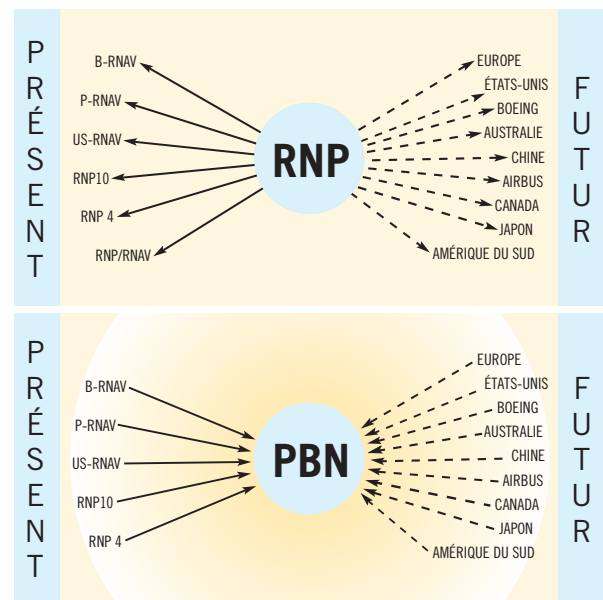 PRÉSENT
B-RNAV
P-RNAV
US-RNAV
RNP10
RNP 4
RNP/RNAV
RNP
EUROPE
ÉTATS-UNIS
BOEING
AUSTRALIE
CHINE
AIRBUS
CANADA
JAPON
AMÉRIQUE DU SUD
FUTUR
PRÉSENT
B-RNAV
P-RNAV
US-RNAV
RNP10
RNP 4
PBN
EUROPE
ÉTATS-UNIS
BOEING
AUSTRALIE
CHINE
AIRBUS
CANADA
JAPON
AMÉRIQUE DU SUD
FUTUR